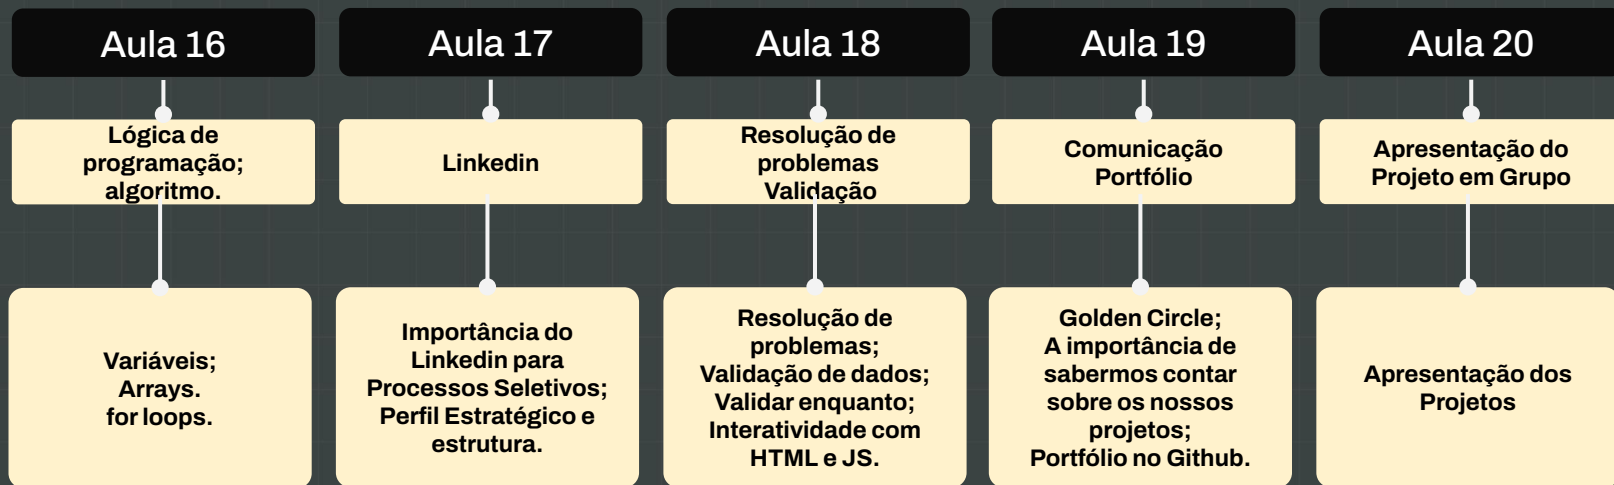 Aula 16
Lógica de
programação;
algoritmo.
Variáveis;
Arrays.
for loops.
Aula 17
Linkedin
Importância do
Linkedin para
Processos Seletivos;
Perfil Estratégico e
estrutura.
Aula 18
Resolução de
problemas
Validação
Resolução de
problemas;
Validação de dados;
Validar enquanto;
Interatividade com
HTML e JS.
Aula 19
Comunicação
Portfólio
Golden Circle;
A importância de
sabermos contar
sobre os nossos
projetos;
Portfólio no Github.
Aula 20
Apresentação do
Projeto em Grupo
Apresentação dos
Projetos